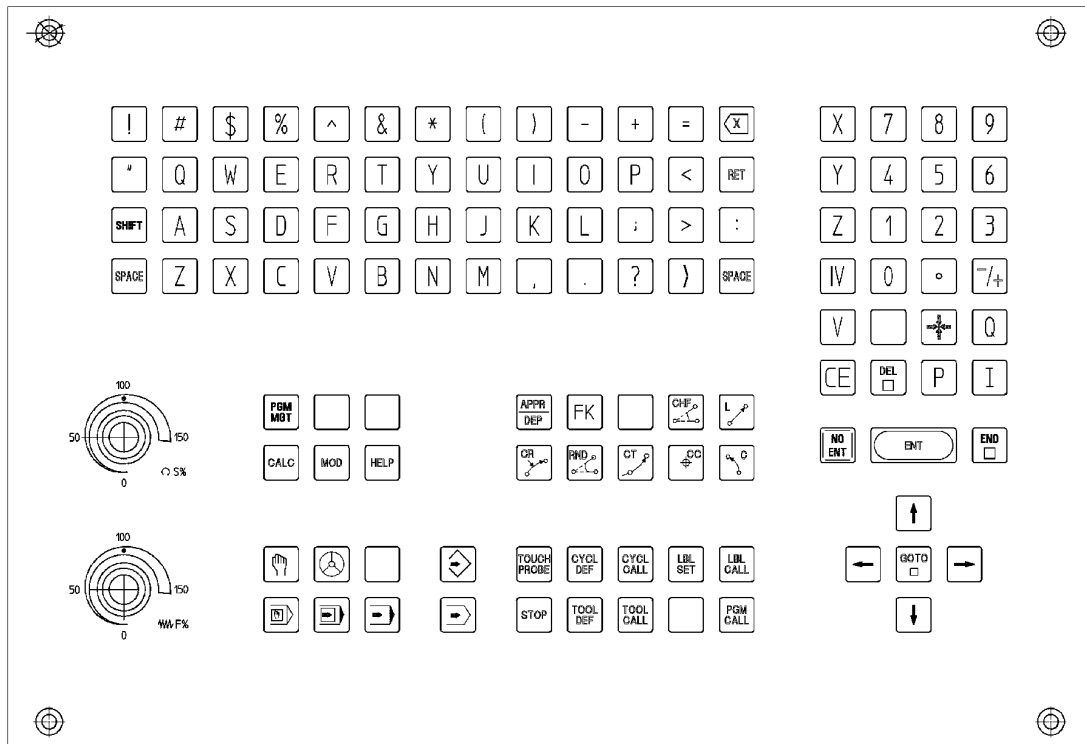 ! # $ % ^ & * ( ) - + = X
X 7 8 9
" Q W E R T Y U I O P < RET
Y 4 5 6
SHIFT A S D F G H J K L ; > :
Z 1 2 3
SPACE Z X C V B N M , . ? ) SPACE
IV 0 ° −/+
V Q
CE DEL P I
100
50 150
0
S%
PGM MGT
CALC MOD HELP
APPR DEP FK CHF L
CR RND CT CC C
NO ENT ENT END
100
50 150
0
F%
TOUCH PROBE CYCL DEF CYCL CALL LBL SET LBL CALL
STOP TOOL DEF TOOL CALL PGM CALL
GOTO